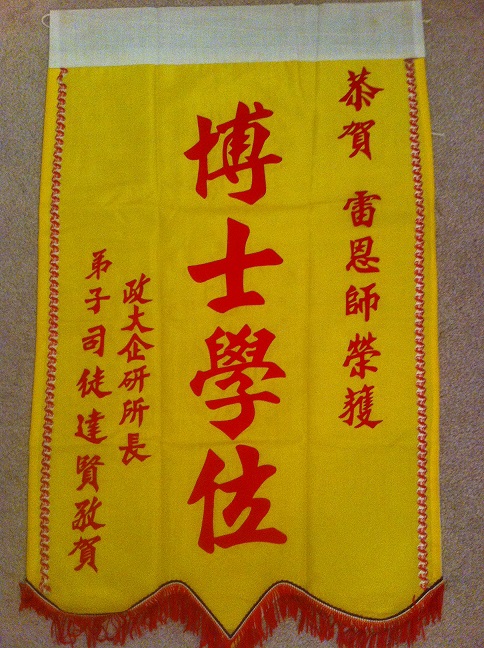 恭賀 雷恩師榮獲
博士學位
政大企研所長
弟子司徒達賢敬賀